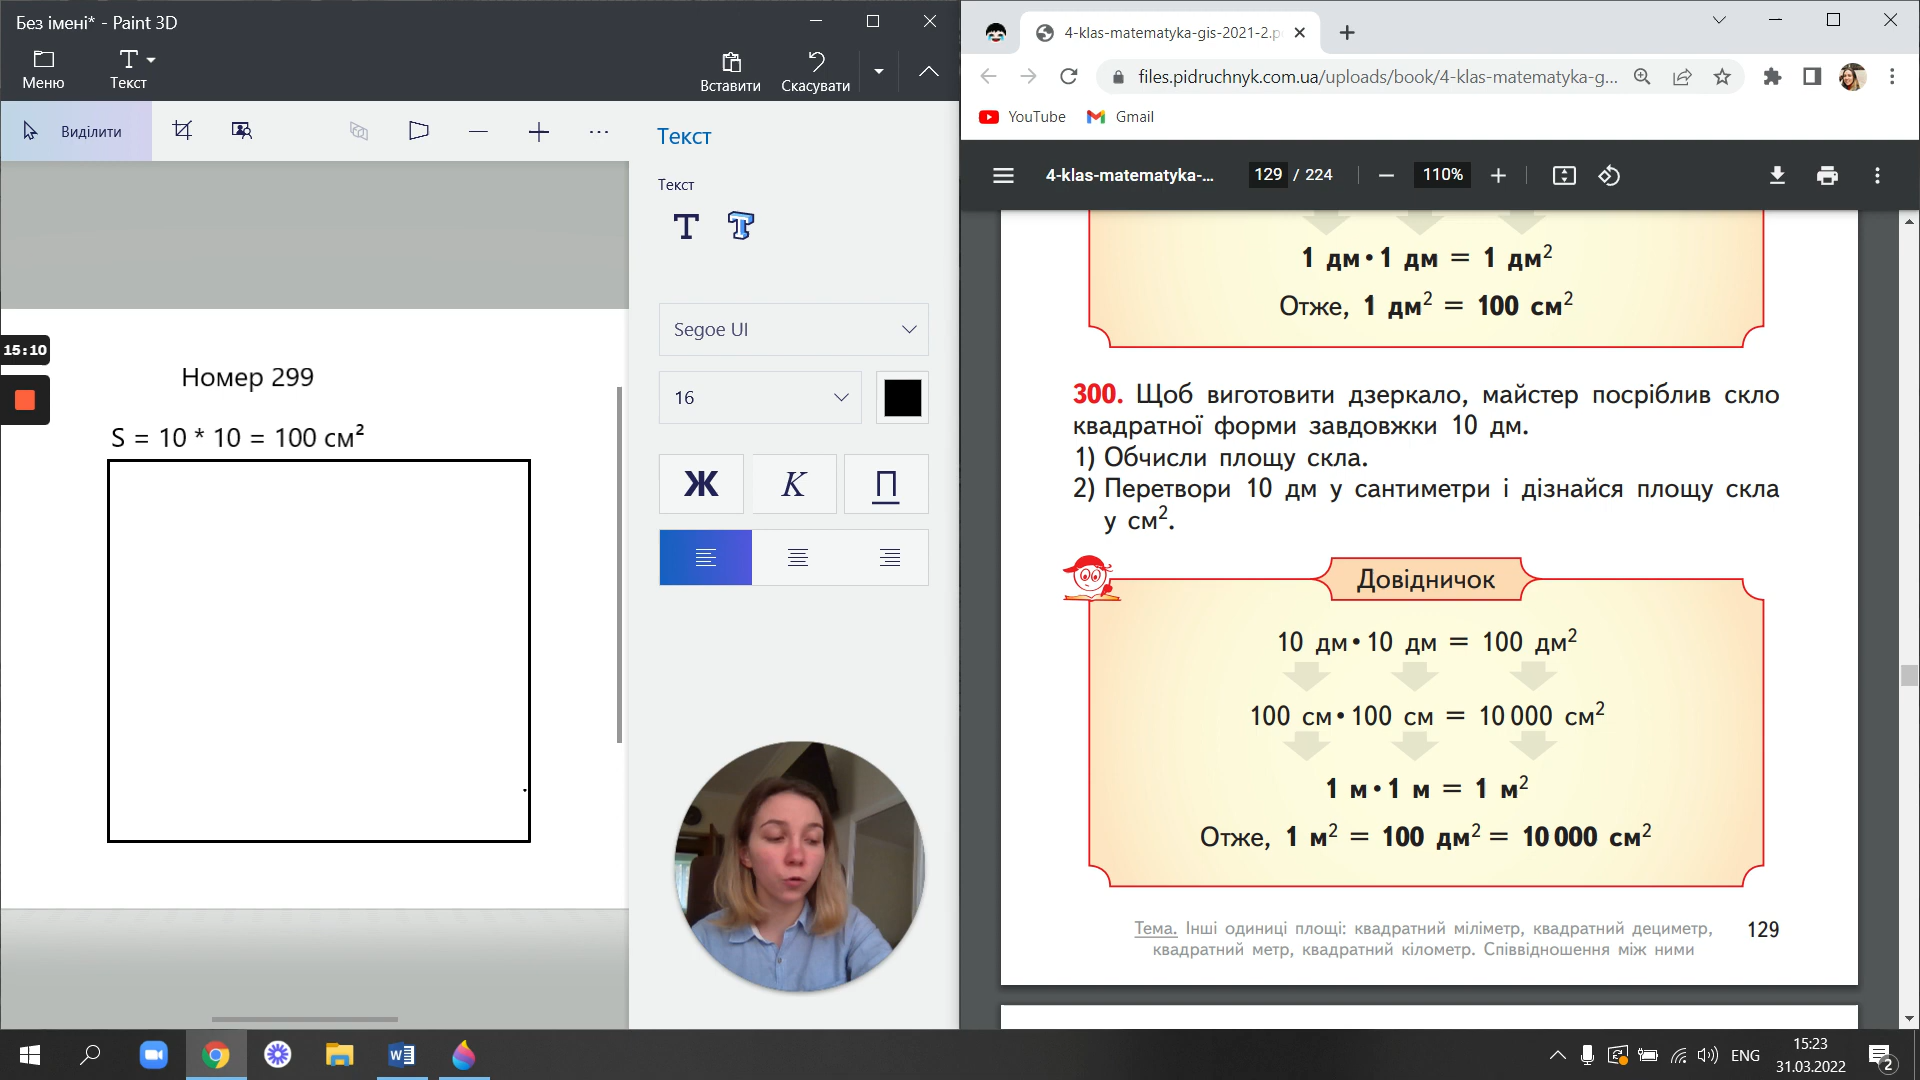 Без імені* - Paint 3D
Меню
Текст
Вставити
Скасувати
Виділити
Текст
Текст
Segoe UI
16
Ж
К
П
15:10
Номер 299
S = 10 * 10 = 100 см²
4-klas-matematyka-gis-2021-2.p
files.pidruchnyk.com.ua/uploads/book/4-klas-matematyka-g...
YouTube
Gmail
4-klas-matematyka-...
129 / 224
110%
1 дм • 1 дм = 1 дм²
Отже, 1 дм² = 100 см²
300. Щоб виготовити дзеркало, майстер посріблив скло
квадратної форми завдовжки 10 дм.
1) Обчисли площу скла.
2) Перетвори 10 дм у сантиметри і дізнайся площу скла
у см².
Довідничок
10 дм • 10 дм = 100 дм²
100 см • 100 см = 10 000 см²
1 м • 1 м = 1 м²
Отже, 1 м² = 100 дм² = 10 000 см²
Тема. Інші одиниці площі: квадратний міліметр, квадратний дециметр,
квадратний метр, квадратний кілометр. Співвідношення між ними
129
ENG
15:23
31.03.2022
2